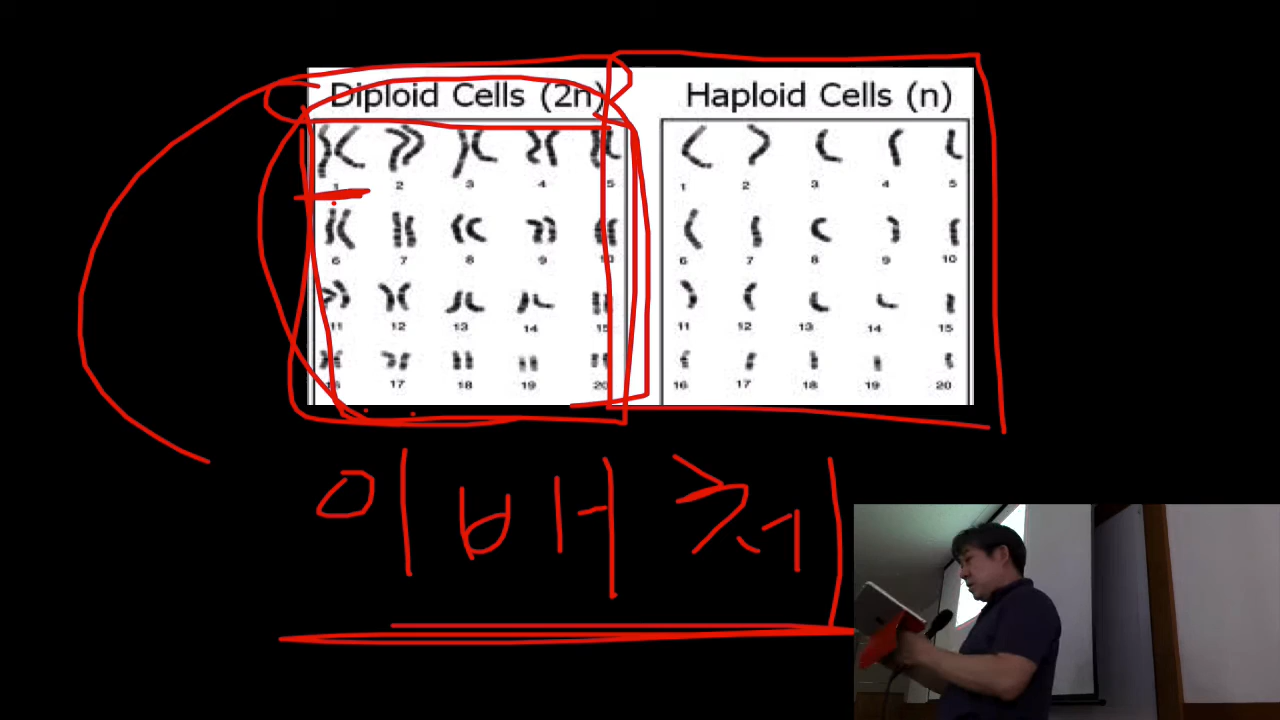 Diploid Cells (2n) Haploid Cells (n)
1 2 3 4 5 1 2 3 4 5
6 7 8 9 10 6 7 8 9 10
11 12 13 14 15 11 12 13 14 15
16 17 18 19 20 16 17 18 19 20
이배체